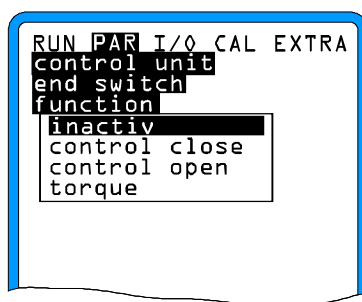 RUN PAR I/O CAL EXTRA
control unit
end switch
function
inactiv
control close
control open
torque